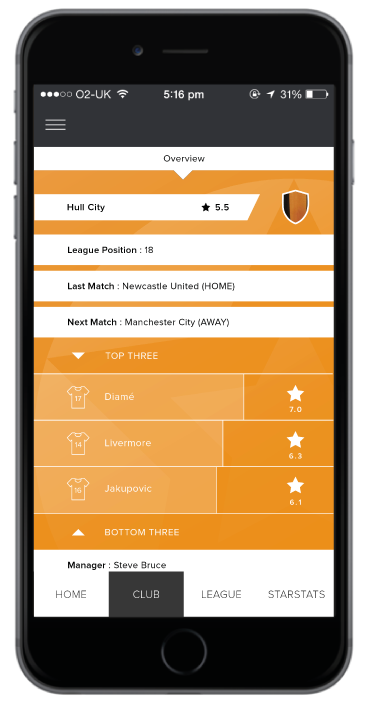 O2-UK 5:16 pm 31%
Overview
Hull City 5.5
League Position : 18
Last Match : Newcastle United (HOME)
Next Match : Manchester City (AWAY)
TOP THREE
17 Diamé 7.0
14 Livermore 6.3
16 Jakupovic 6.1
BOTTOM THREE
Manager : Steve Bruce
HOME CLUB LEAGUE STARSTATS